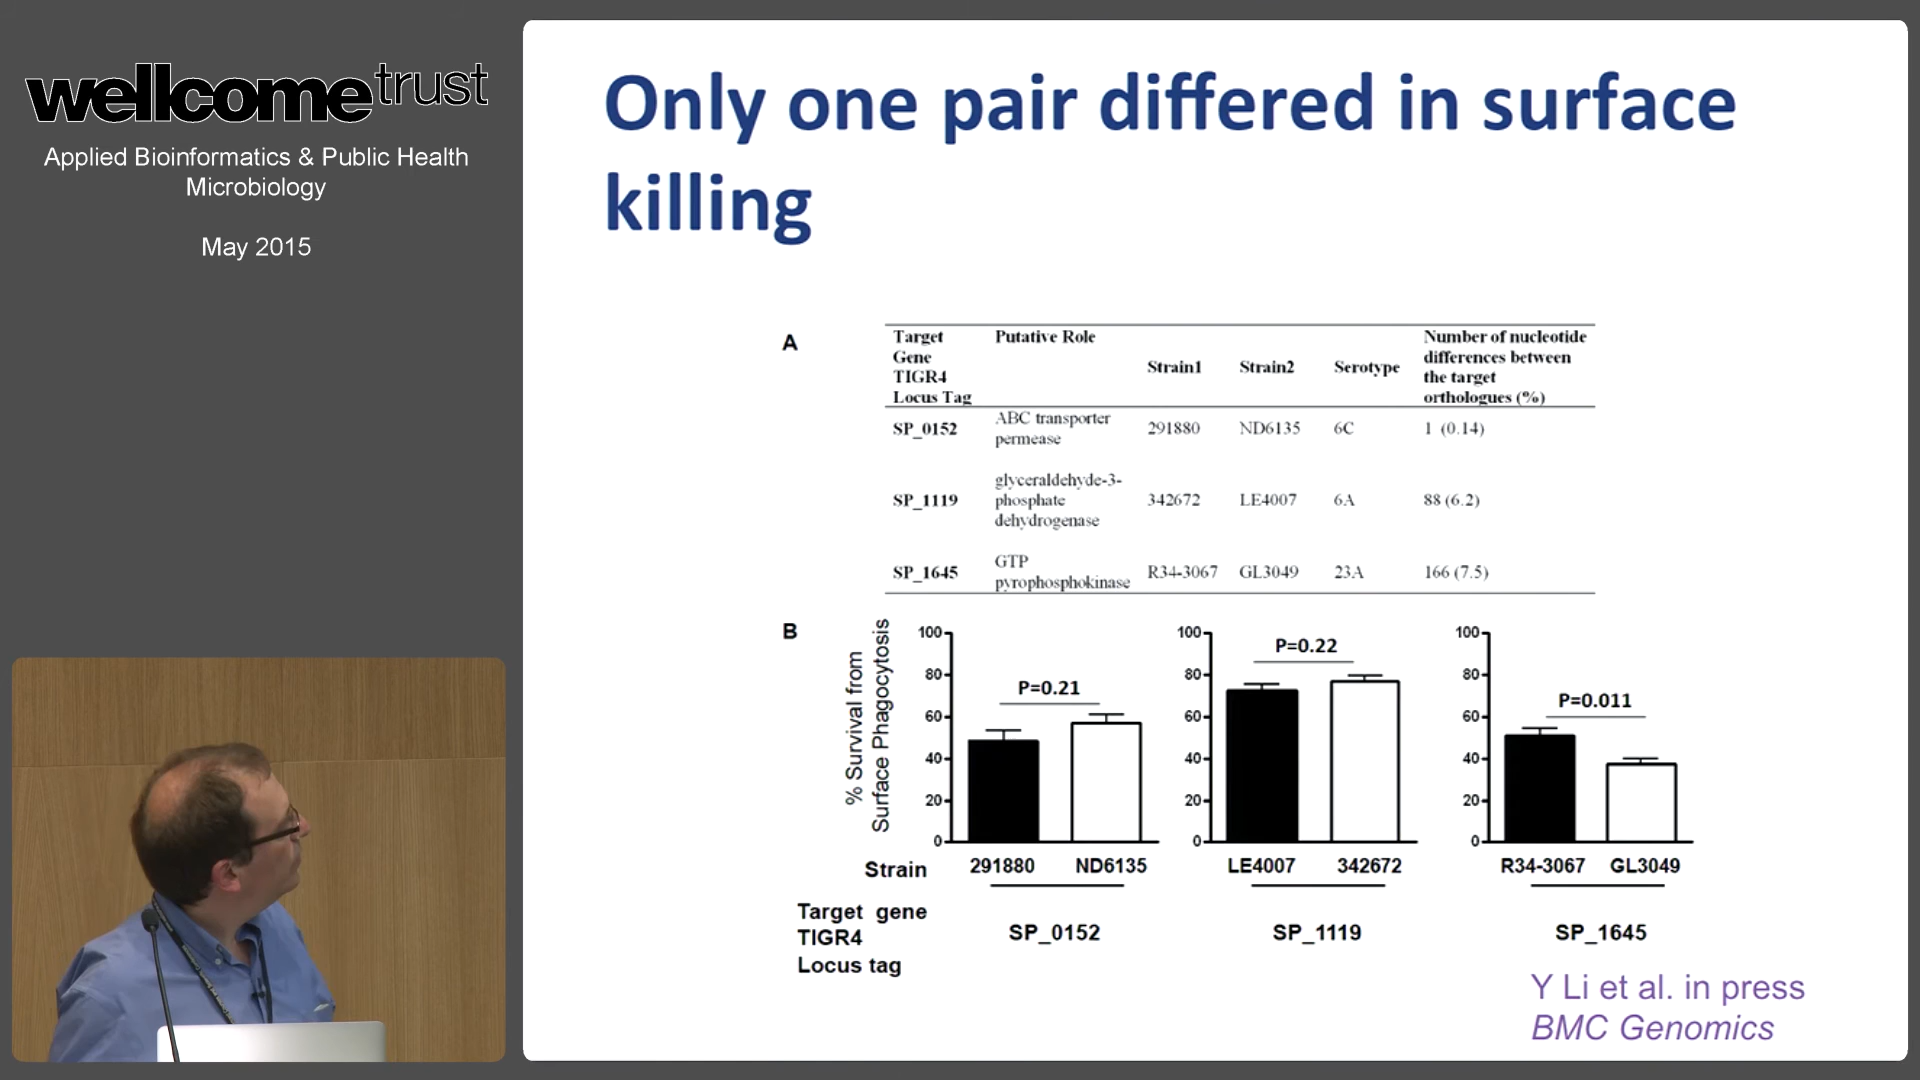 wellcometrust
Applied Bioinformatics & Public Health
Microbiology
May 2015
Only one pair differed in surface
killing
A
Target Gene TIGR4 Locus Tag
Putative Role
Strain1
Strain2
Serotype
Number of nucleotide differences between the target orthologues (%)
SP_0152 ABC transporter permease 291880 ND6135 6C 1 (0.14)
SP_1119 glyceraldehyde-3-phosphate dehydrogenase 342672 LE4007 6A 88 (6.2)
SP_1645 GTP pyrophosphokinase R34-3067 GL3049 23A 166 (7.5)
B
% Survival from
Surface Phagocytosis
100
80
60
40
20
0
P=0.21
100
80
60
40
20
0
P=0.22
100
80
60
40
20
0
P=0.011
Strain 291880 ND6135 LE4007 342672 R34-3067 GL3049
Target gene
TIGR4
Locus tag
SP_0152 SP_1119 SP_1645
Y Li et al. in press
BMC Genomics